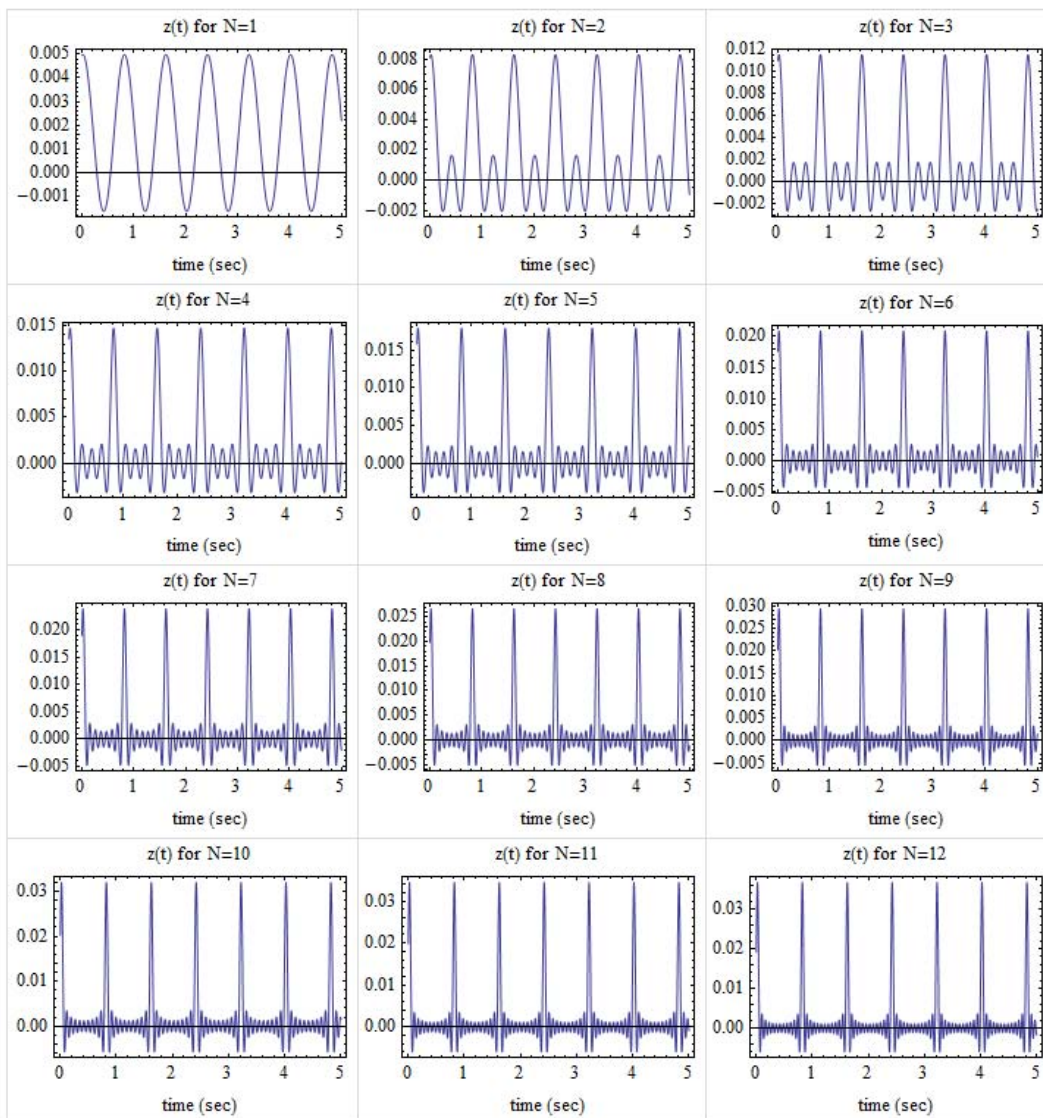 z(t) for N=1
0.005
0.004
0.003
0.002
0.001
0.000
−0.001
0 1 2 3 4 5
time (sec)
z(t) for N=2
0.008
0.006
0.004
0.002
0.000
−0.002
0 1 2 3 4 5
time (sec)
z(t) for N=3
0.012
0.010
0.008
0.006
0.004
0.002
0.000
−0.002
0 1 2 3 4 5
time (sec)
z(t) for N=4
0.015
0.010
0.005
0.000
0 1 2 3 4 5
time (sec)
z(t) for N=5
0.015
0.010
0.005
0.000
0 1 2 3 4 5
time (sec)
z(t) for N=6
0.020
0.015
0.010
0.005
0.000
−0.005
0 1 2 3 4 5
time (sec)
z(t) for N=7
0.020
0.015
0.010
0.005
0.000
−0.005
0 1 2 3 4 5
time (sec)
z(t) for N=8
0.025
0.020
0.015
0.010
0.005
0.000
−0.005
0 1 2 3 4 5
time (sec)
z(t) for N=9
0.030
0.025
0.020
0.015
0.010
0.005
0.000
−0.005
0 1 2 3 4 5
time (sec)
z(t) for N=10
0.03
0.02
0.01
0.00
0 1 2 3 4 5
time (sec)
z(t) for N=11
0.03
0.02
0.01
0.00
0 1 2 3 4 5
time (sec)
z(t) for N=12
0.03
0.02
0.01
0.00
0 1 2 3 4 5
time (sec)